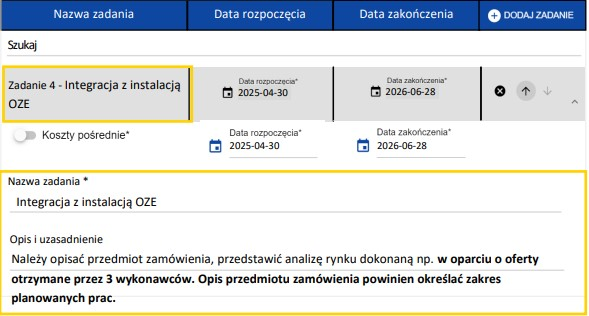 Nazwa zadania Data rozpoczęcia Data zakończenia + DODAJ ZADANIE
Szukaj
Zadanie 4 - Integracja z instalacją
OZE
Data rozpoczęcia*
2025-04-30
Data zakończenia*
2026-06-28
Koszty pośrednie*
Data rozpoczęcia*
2025-04-30
Data zakończenia*
2026-06-28
Nazwa zadania *
Integracja z instalacją OZE
Opis i uzasadnienie
Należy opisać przedmiot zamówienia, przedstawić analizę rynku dokonaną np. w oparciu o oferty
otrzymane przez 3 wykonawców. Opis przedmiotu zamówienia powinien określać zakres
planowanych prac.